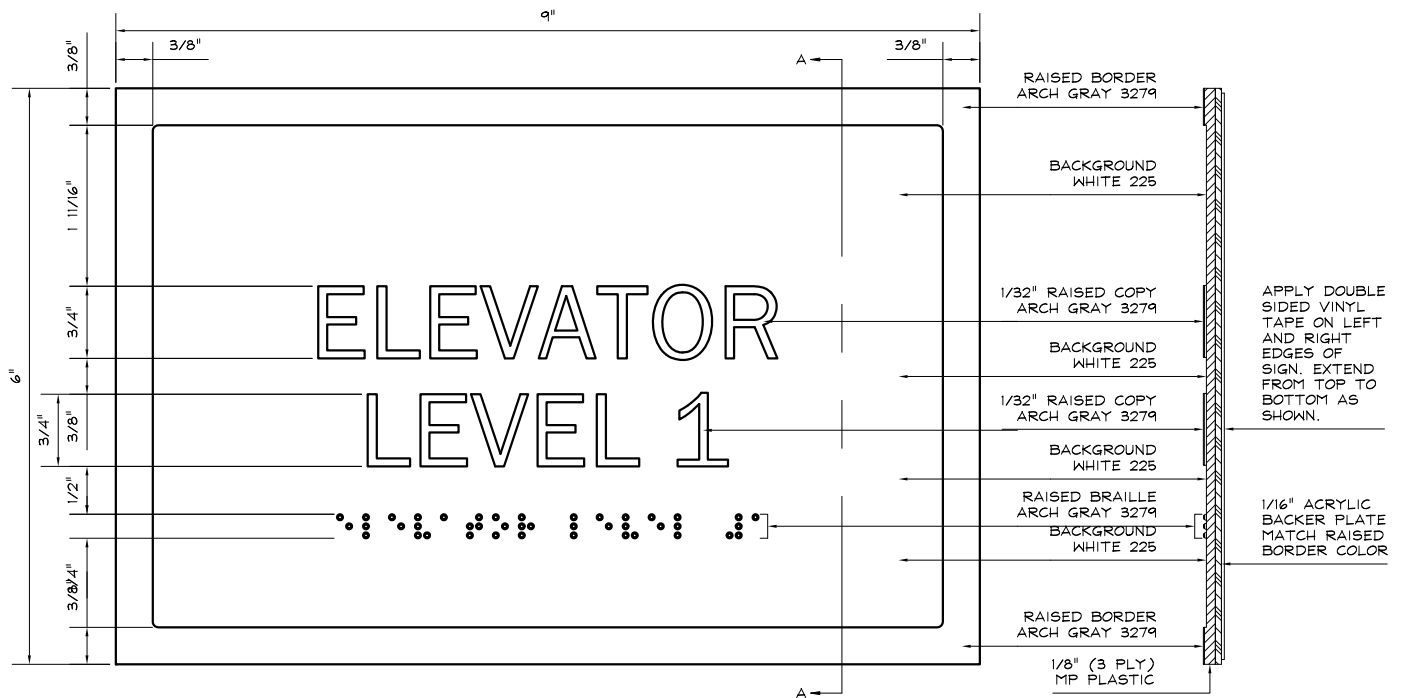 9"
3/8"
3/8"
3/8"
A
RAISED BORDER
ARCH GRAY 3279
BACKGROUND
WHITE 225
1 11/16"
1/32" RAISED COPY
ARCH GRAY 3279
ELEVATOR
3/4"
6"
BACKGROUND
WHITE 225
APPLY DOUBLE
SIDED VINYL
TAPE ON LEFT
AND RIGHT
EDGES OF
SIGN. EXTEND
FROM TOP TO
BOTTOM AS
SHOWN.
LEVEL 1
3/4"
3/8"
1/32" RAISED COPY
ARCH GRAY 3279
BACKGROUND
WHITE 225
1/2"
RAISED BRAILLE
ARCH GRAY 3279
BACKGROUND
WHITE 225
1/16" ACRYLIC
BACKER PLATE
MATCH RAISED
BORDER COLOR
RAISED BORDER
ARCH GRAY 3279
1/8" (3 PLY)
MP PLASTIC
A